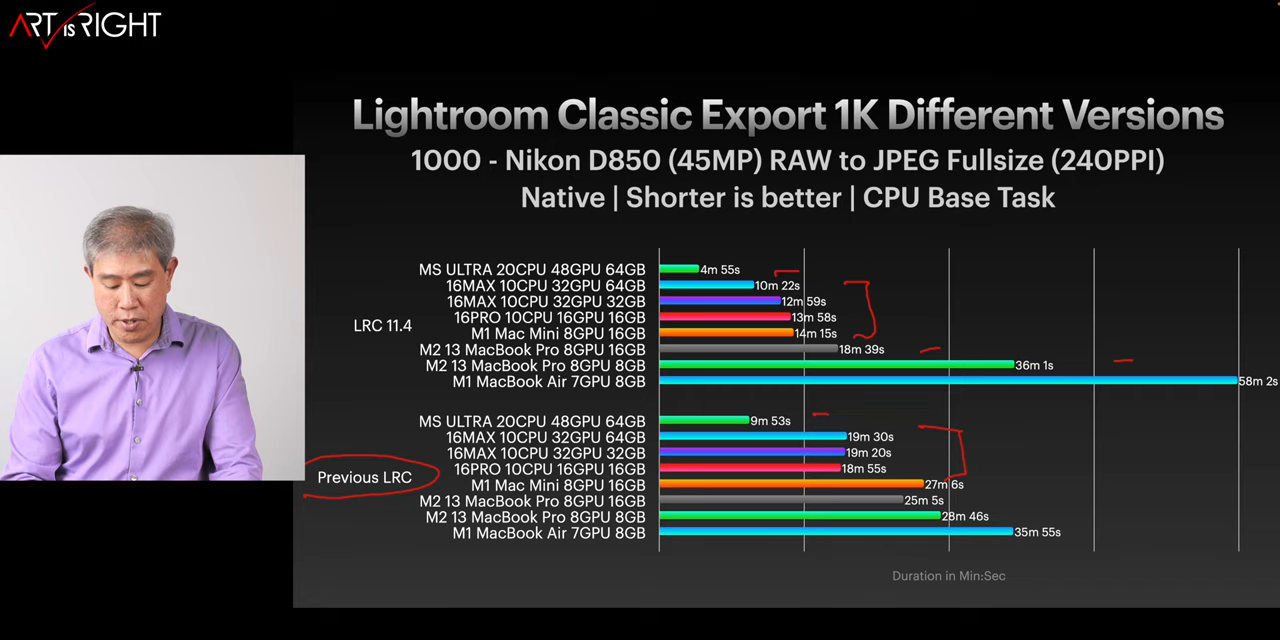 ART IS RIGHT
Lightroom Classic Export 1K Different Versions
1000 - Nikon D850 (45MP) RAW to JPEG Fullsize (240PPI)
Native | Shorter is better | CPU Base Task
LRC 11.4
MS ULTRA 20CPU 48GPU 64GB 4m 55s
16MAX 10CPU 32GPU 64GB 10m 22s
16MAX 10CPU 32GPU 32GB 12m 59s
16PRO 10CPU 16GPU 16GB 13m 58s
M1 Mac Mini 8GPU 16GB 14m 15s
M2 13 MacBook Pro 8GPU 16GB 18m 39s
M2 13 MacBook Pro 8GPU 8GB 36m 1s
M1 MacBook Air 7GPU 8GB 58m 2s
Previous LRC
MS ULTRA 20CPU 48GPU 64GB 9m 53s
16MAX 10CPU 32GPU 64GB 19m 30s
16MAX 10CPU 32GPU 32GB 19m 20s
16PRO 10CPU 16GPU 16GB 18m 55s
M1 Mac Mini 8GPU 16GB 27m 6s
M2 13 MacBook Pro 8GPU 16GB 25m 5s
M2 13 MacBook Pro 8GPU 8GB 28m 46s
M1 MacBook Air 7GPU 8GB 35m 55s
Duration in Min:Sec